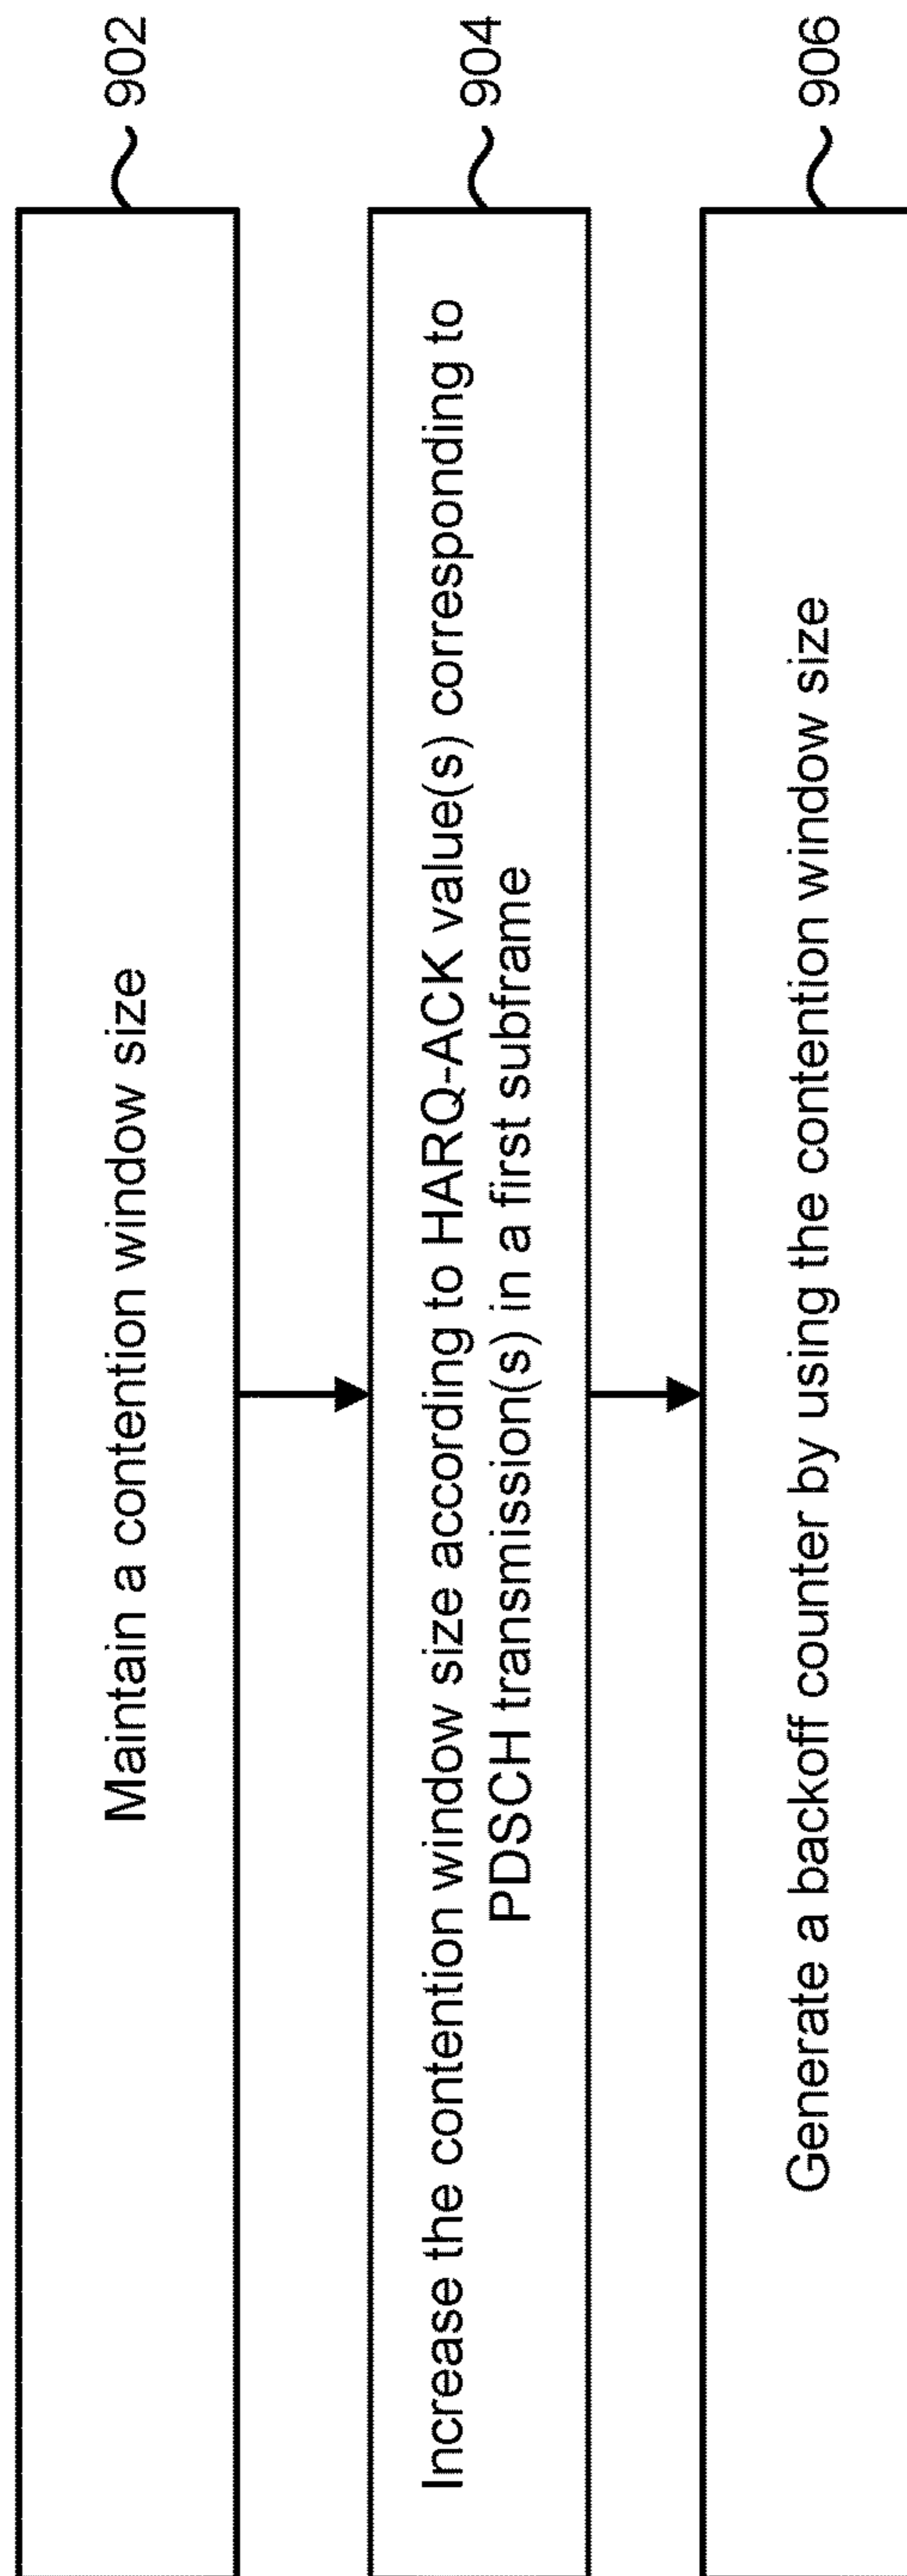 Maintain a contention window size
902
Increase the contention window size according to HARQ-ACK value(s) corresponding to
PDSCH transmission(s) in a first subframe
904
Generate a backoff counter by using the contention window size
906